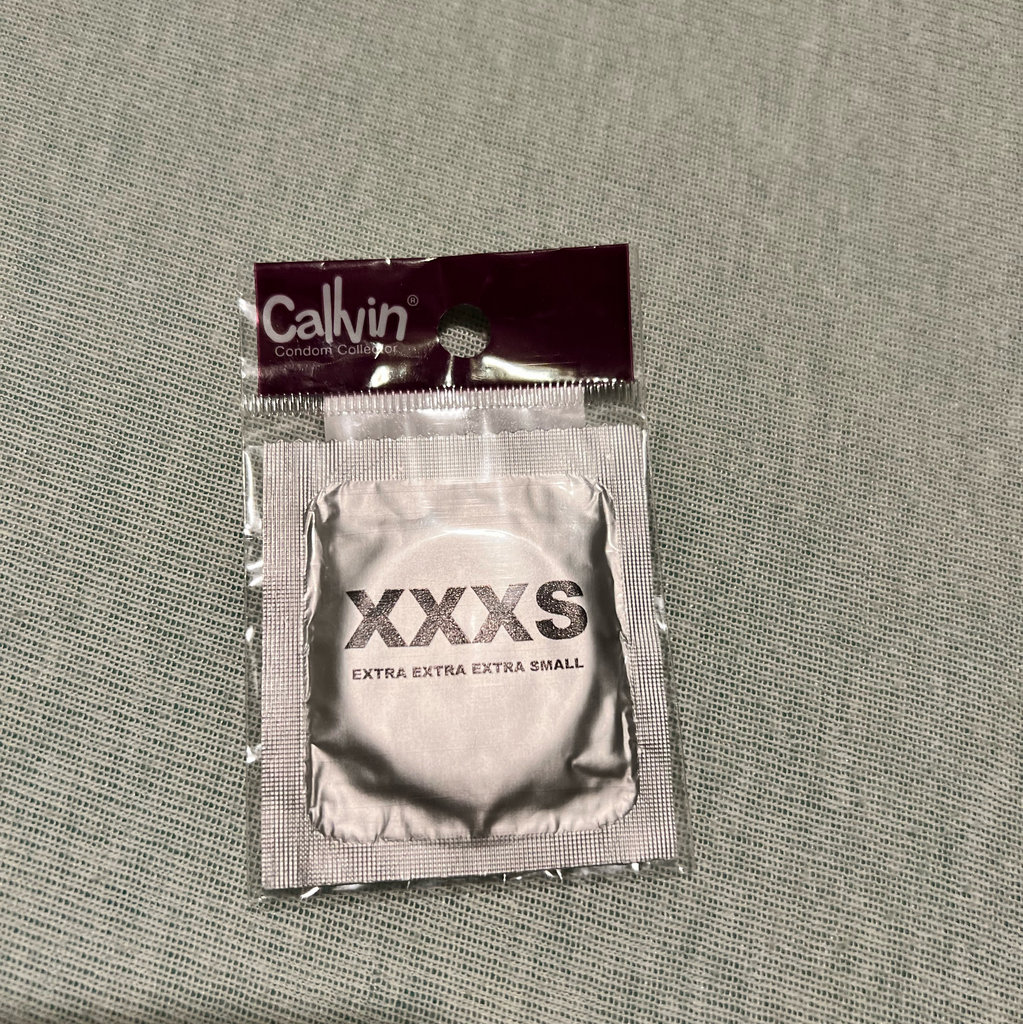 Callvin®
Condom Collector
XXXS
EXTRA EXTRA EXTRA SMALL